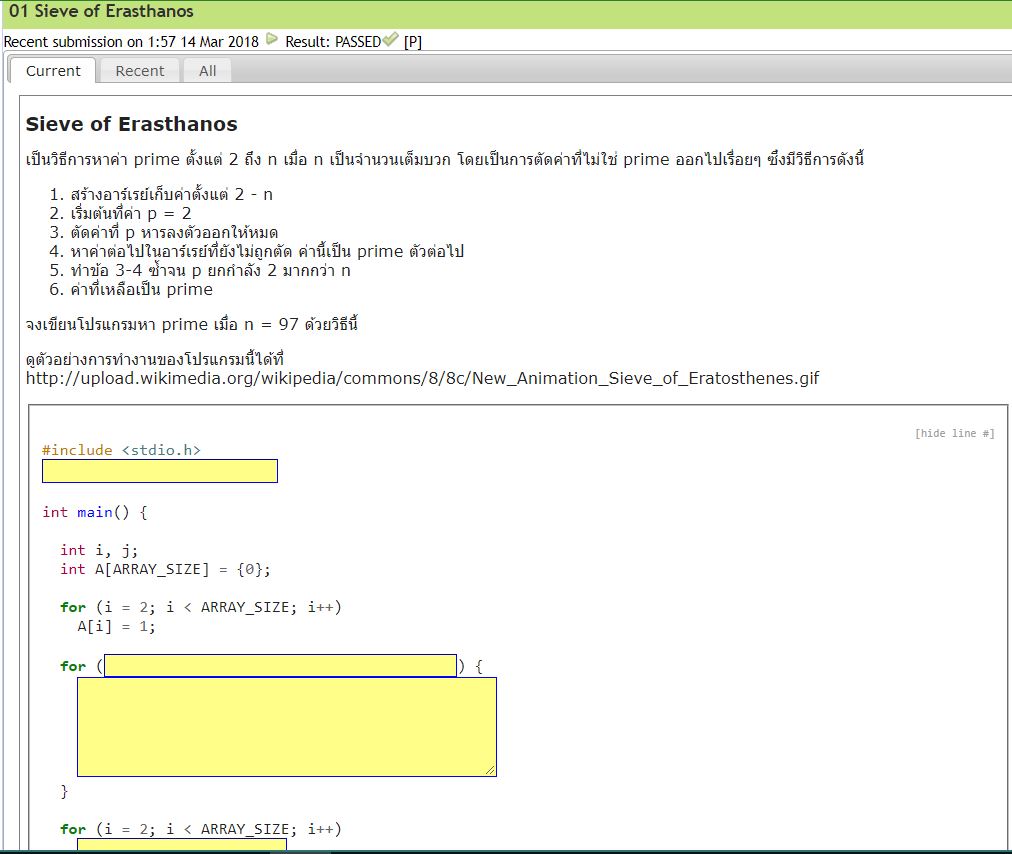 01 Sieve of Erasthanos
Recent submission on 1:57 14 Mar 2018 Result: PASSED [P]
Current Recent All
Sieve of Erasthanos
เป็นวิธีการหาค่า prime ตั้งแต่ 2 ถึง n เมื่อ n เป็นจำนวนเต็มบวก โดยเป็นการตัดค่าที่ไม่ใช่ prime ออกไปเรื่อยๆ ซึ่งมีวิธีการดังนี้
1. สร้างอาร์เรย์เก็บค่าตั้งแต่ 2 - n
2. เริ่มต้นที่ค่า p = 2
3. ตัดค่าที่ p หารลงตัวออกให้หมด
4. หาค่าต่อไปในอาร์เรย์ที่ยังไม่ถูกตัด ค่านี้เป็น prime ตัวต่อไป
5. ทำข้อ 3-4 ซ้ำจน p ยกกำลัง 2 มากกว่า n
6. ค่าที่เหลือเป็น prime
จงเขียนโปรแกรมหา prime เมื่อ n = 97 ด้วยวิธีนี้
ดูตัวอย่างการทำงานของโปรแกรมนี้ได้ที่
http://upload.wikimedia.org/wikipedia/commons/8/8c/New_Animation_Sieve_of_Eratosthenes.gif
[hide line #]
#include <stdio.h>
int main() {
int i, j;
int A[ARRAY_SIZE] = {0};
for (i = 2; i < ARRAY_SIZE; i++)
A[i] = 1;
for ( ) {
}
for (i = 2; i < ARRAY_SIZE; i++)